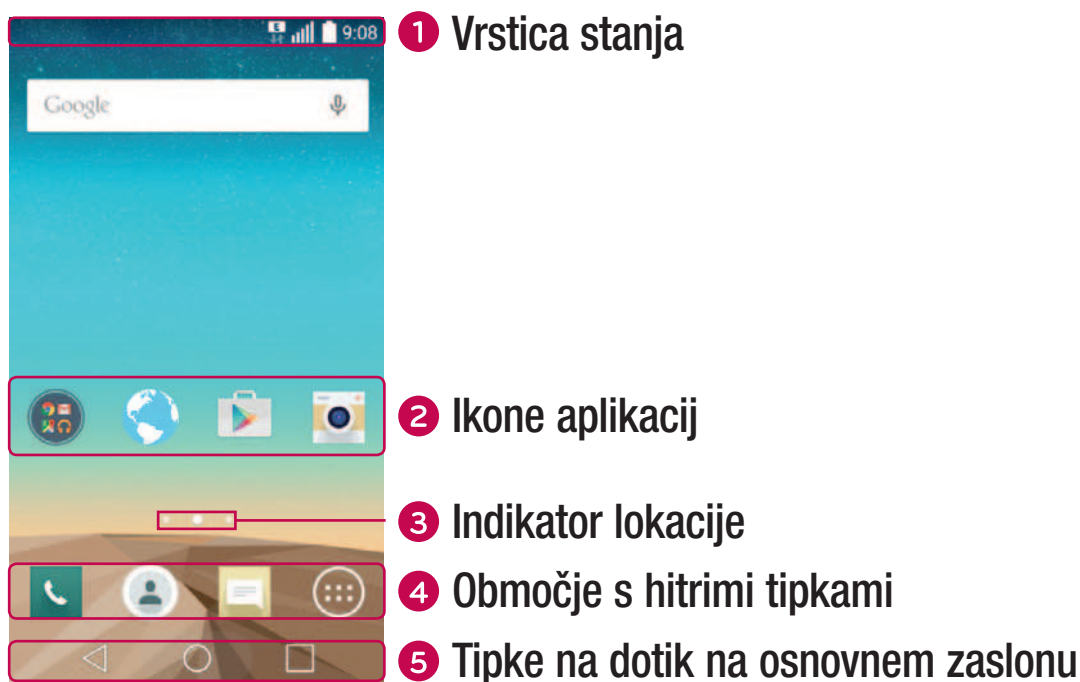 E 9:08
1 Vrstica stanja
Google
2 Ikone aplikacij
3 Indikator lokacije
4 Območje s hitrimi tipkami
5 Tipke na dotik na osnovnem zaslonu